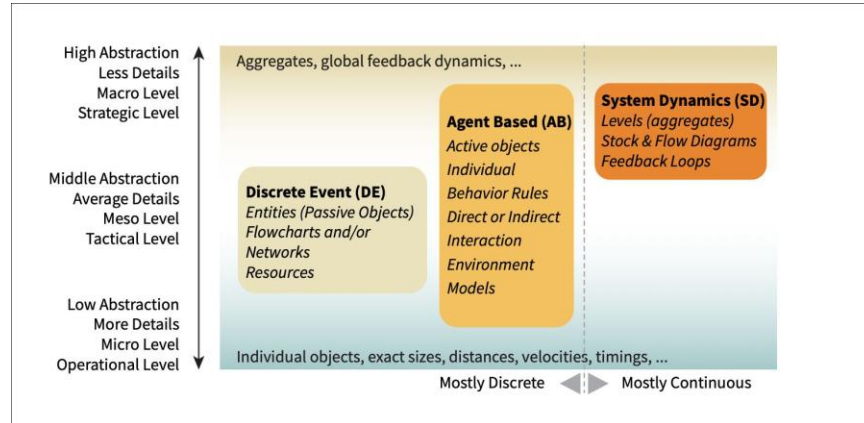 High Abstraction
Less Details
Macro Level
Strategic Level
Middle Abstraction
Average Details
Meso Level
Tactical Level
Low Abstraction
More Details
Micro Level
Operational Level
Aggregates, global feedback dynamics, ...
Discrete Event (DE)
Entities (Passive Objects)
Flowcharts and/or
Networks
Resources
Agent Based (AB)
Active objects
Individual
Behavior Rules
Direct or Indirect
Interaction
Environment
Models
System Dynamics (SD)
Levels (aggregates)
Stock & Flow Diagrams
Feedback Loops
Individual objects, exact sizes, distances, velocities, timings, ...
Mostly Discrete
Mostly Continuous